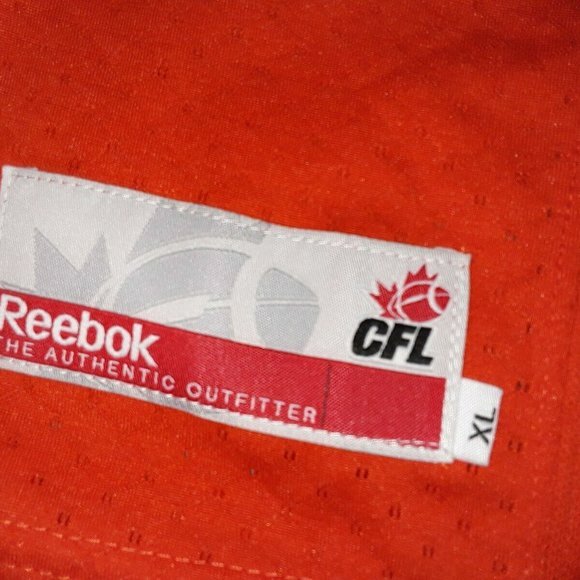 CFL
Reebok
THE AUTHENTIC OUTFITTER
XL